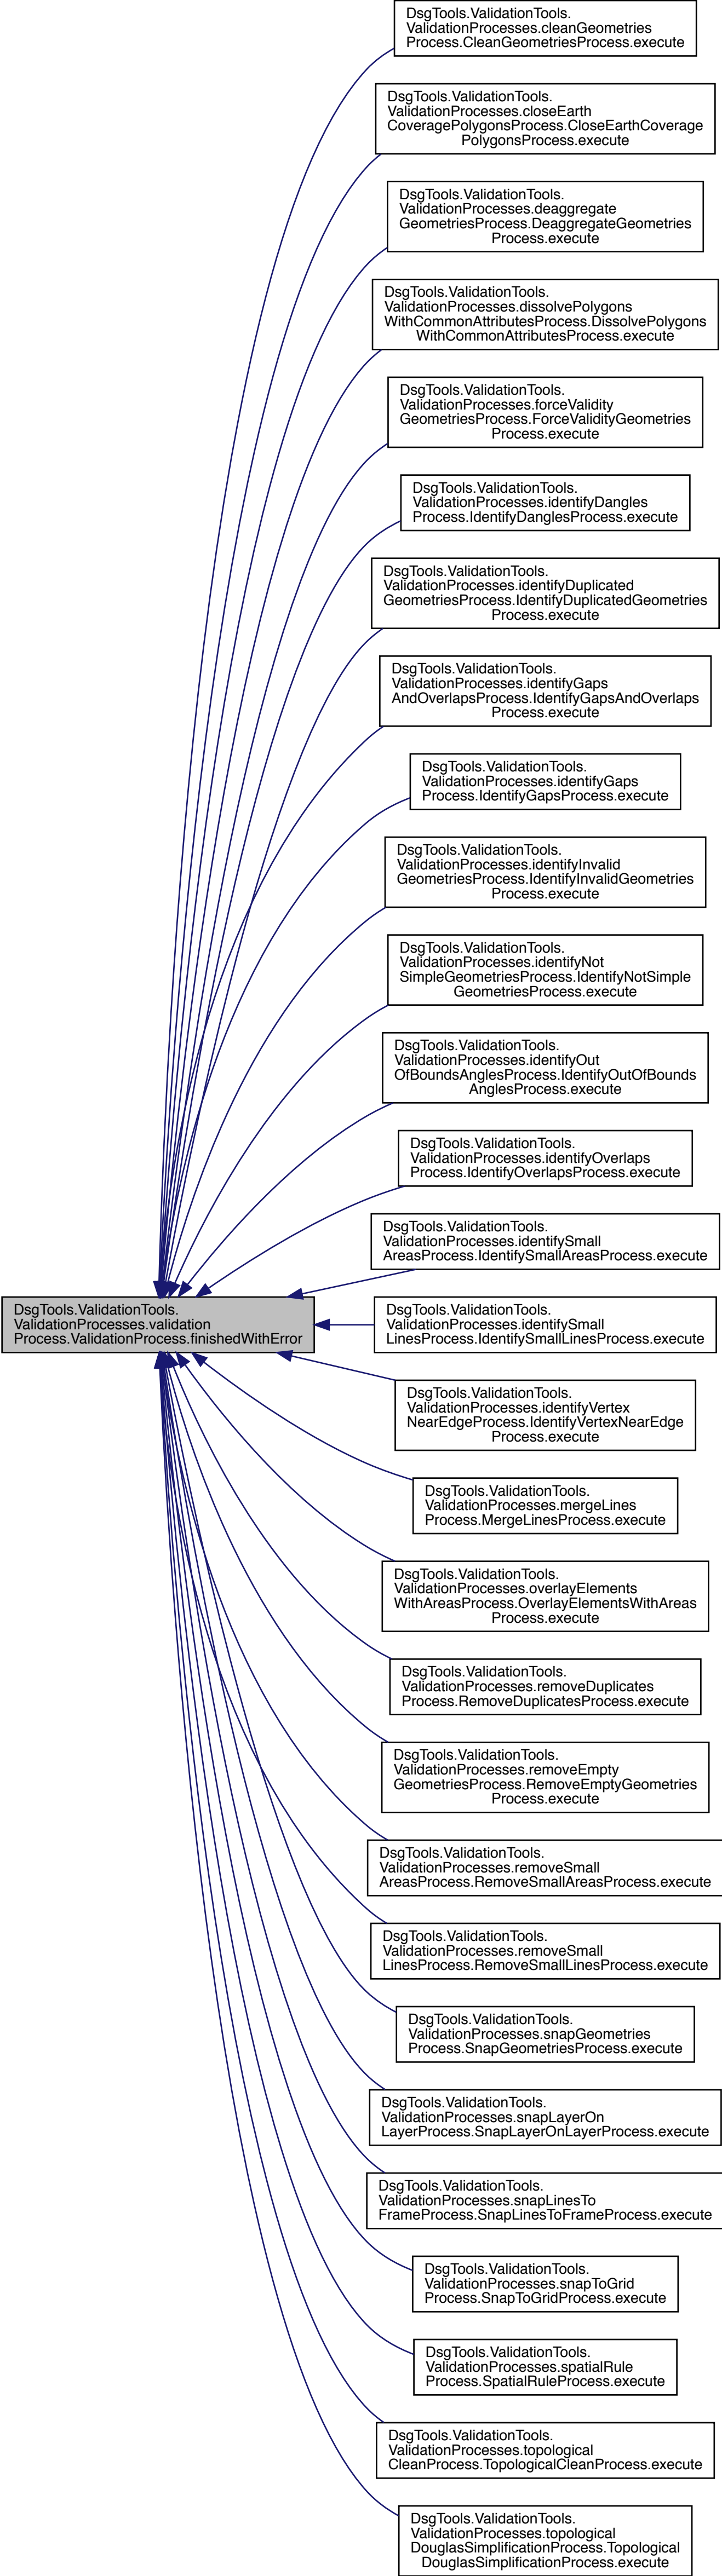 DsgTools.ValidationTools.
ValidationProcesses.cleanGeometries
Process.CleanGeometriesProcess.execute
DsgTools.ValidationTools.
ValidationProcesses.closeEarth
CoveragePolygonsProcess.CloseEarthCoverage
PolygonsProcess.execute
DsgTools.ValidationTools.
ValidationProcesses.deaggregate
GeometriesProcess.DeaggregateGeometries
Process.execute
DsgTools.ValidationTools.
ValidationProcesses.dissolvePolygons
WithCommonAttributesProcess.DissolvePolygons
WithCommonAttributesProcess.execute
DsgTools.ValidationTools.
ValidationProcesses.forceValidity
GeometriesProcess.ForceValidityGeometries
Process.execute
DsgTools.ValidationTools.
ValidationProcesses.identifyDangles
Process.IdentifyDanglesProcess.execute
DsgTools.ValidationTools.
ValidationProcesses.identifyDuplicated
GeometriesProcess.IdentifyDuplicatedGeometries
Process.execute
DsgTools.ValidationTools.
ValidationProcesses.identifyGaps
AndOverlapsProcess.IdentifyGapsAndOverlaps
Process.execute
DsgTools.ValidationTools.
ValidationProcesses.identifyGaps
Process.IdentifyGapsProcess.execute
DsgTools.ValidationTools.
ValidationProcesses.identifyInvalid
GeometriesProcess.IdentifyInvalidGeometries
Process.execute
DsgTools.ValidationTools.
ValidationProcesses.identifyNot
SimpleGeometriesProcess.IdentifyNotSimple
GeometriesProcess.execute
DsgTools.ValidationTools.
ValidationProcesses.identifyOut
OfBoundsAnglesProcess.IdentifyOutOfBounds
AnglesProcess.execute
DsgTools.ValidationTools.
ValidationProcesses.identifyOverlaps
Process.IdentifyOverlapsProcess.execute
DsgTools.ValidationTools.
ValidationProcesses.identifySmall
AreasProcess.IdentifySmallAreasProcess.execute
DsgTools.ValidationTools.
ValidationProcesses.validation
Process.ValidationProcess.finishedWithError
DsgTools.ValidationTools.
ValidationProcesses.identifySmall
LinesProcess.IdentifySmallLinesProcess.execute
DsgTools.ValidationTools.
ValidationProcesses.identifyVertex
NearEdgeProcess.IdentifyVertexNearEdge
Process.execute
DsgTools.ValidationTools.
ValidationProcesses.mergeLines
Process.MergeLinesProcess.execute
DsgTools.ValidationTools.
ValidationProcesses.overlayElements
WithAreasProcess.OverlayElementsWithAreas
Process.execute
DsgTools.ValidationTools.
ValidationProcesses.removeDuplicates
Process.RemoveDuplicatesProcess.execute
DsgTools.ValidationTools.
ValidationProcesses.removeEmpty
GeometriesProcess.RemoveEmptyGeometries
Process.execute
DsgTools.ValidationTools.
ValidationProcesses.removeSmall
AreasProcess.RemoveSmallAreasProcess.execute
DsgTools.ValidationTools.
ValidationProcesses.removeSmall
LinesProcess.RemoveSmallLinesProcess.execute
DsgTools.ValidationTools.
ValidationProcesses.snapGeometries
Process.SnapGeometriesProcess.execute
DsgTools.ValidationTools.
ValidationProcesses.snapLayerOn
LayerProcess.SnapLayerOnLayerProcess.execute
DsgTools.ValidationTools.
ValidationProcesses.snapLinesTo
FrameProcess.SnapLinesToFrameProcess.execute
DsgTools.ValidationTools.
ValidationProcesses.snapToGrid
Process.SnapToGridProcess.execute
DsgTools.ValidationTools.
ValidationProcesses.spatialRule
Process.SpatialRuleProcess.execute
DsgTools.ValidationTools.
ValidationProcesses.topological
CleanProcess.TopologicalCleanProcess.execute
DsgTools.ValidationTools.
ValidationProcesses.topological
DouglasSimplificationProcess.Topological
DouglasSimplificationProcess.execute